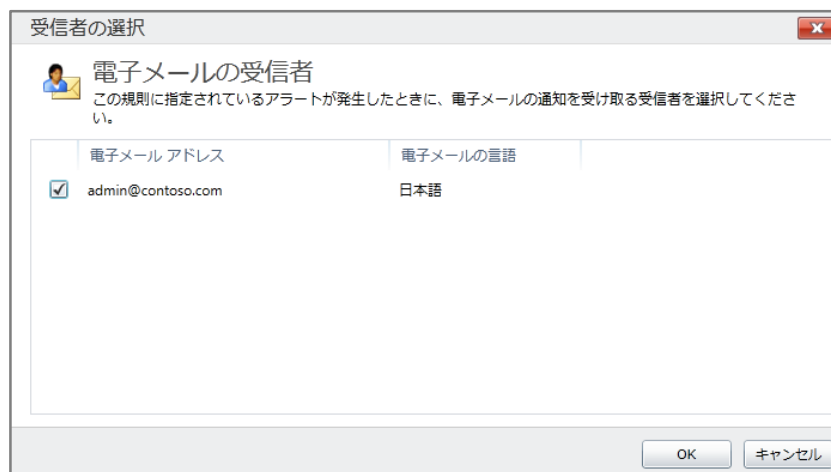 受信者の選択
電子メールの受信者
この規則に指定されているアラートが発生したときに、電子メールの通知を受け取る受信者を選択してくださ
い。
電子メール アドレス 電子メールの言語
admin@contoso.com 日本語
OK キャンセル